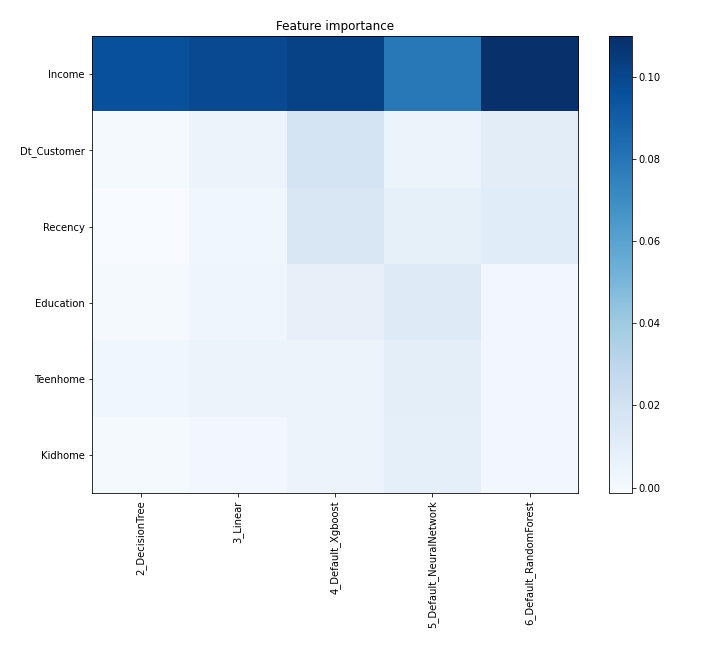 Feature importance
Income
Dt_Customer
Recency
Education
Teenhome
Kidhome
2_DecisionTree
3_Linear
4_Default_Xgboost
5_Default_NeuralNetwork
6_Default_RandomForest
0.10
0.08
0.06
0.04
0.02
0.00